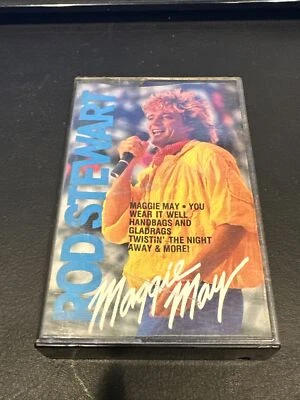 ROD STEWART
MAGGIE MAY • YOU
WEAR IT WELL
HANDBAGS AND
GLADRAGS
TWISTIN' THE NIGHT
AWAY & MORE!
Maggie May